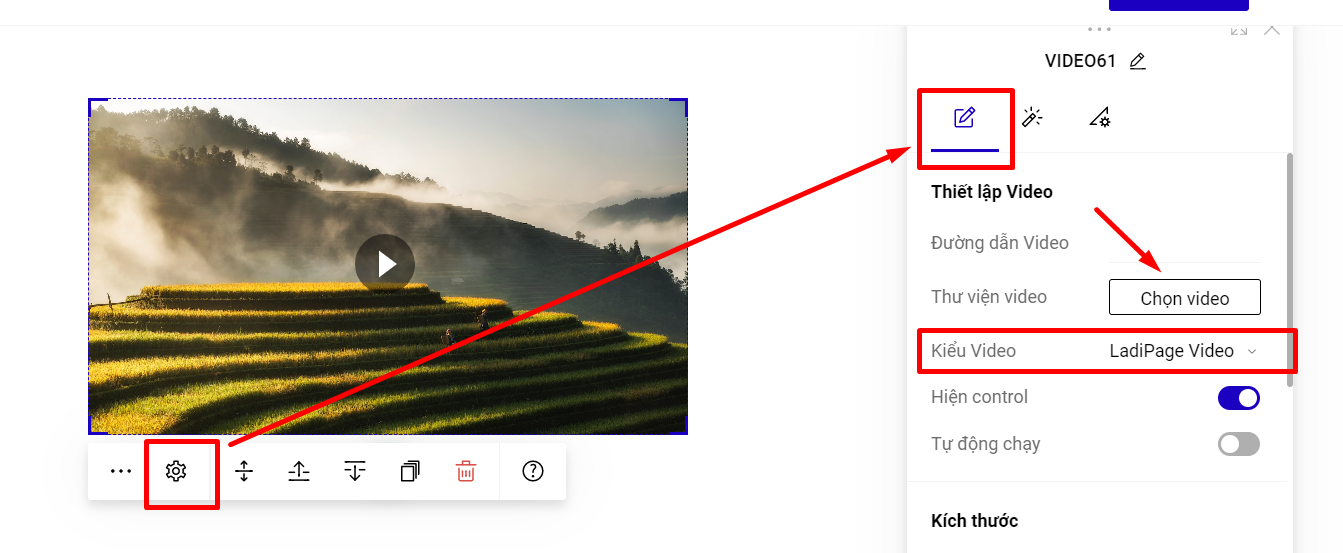 VIDEO61
Thiết lập Video
Đường dẫn Video
Thư viện video
Chọn video
Kiểu Video
LadiPage Video
Hiện control
Tự động chạy
Kích thước